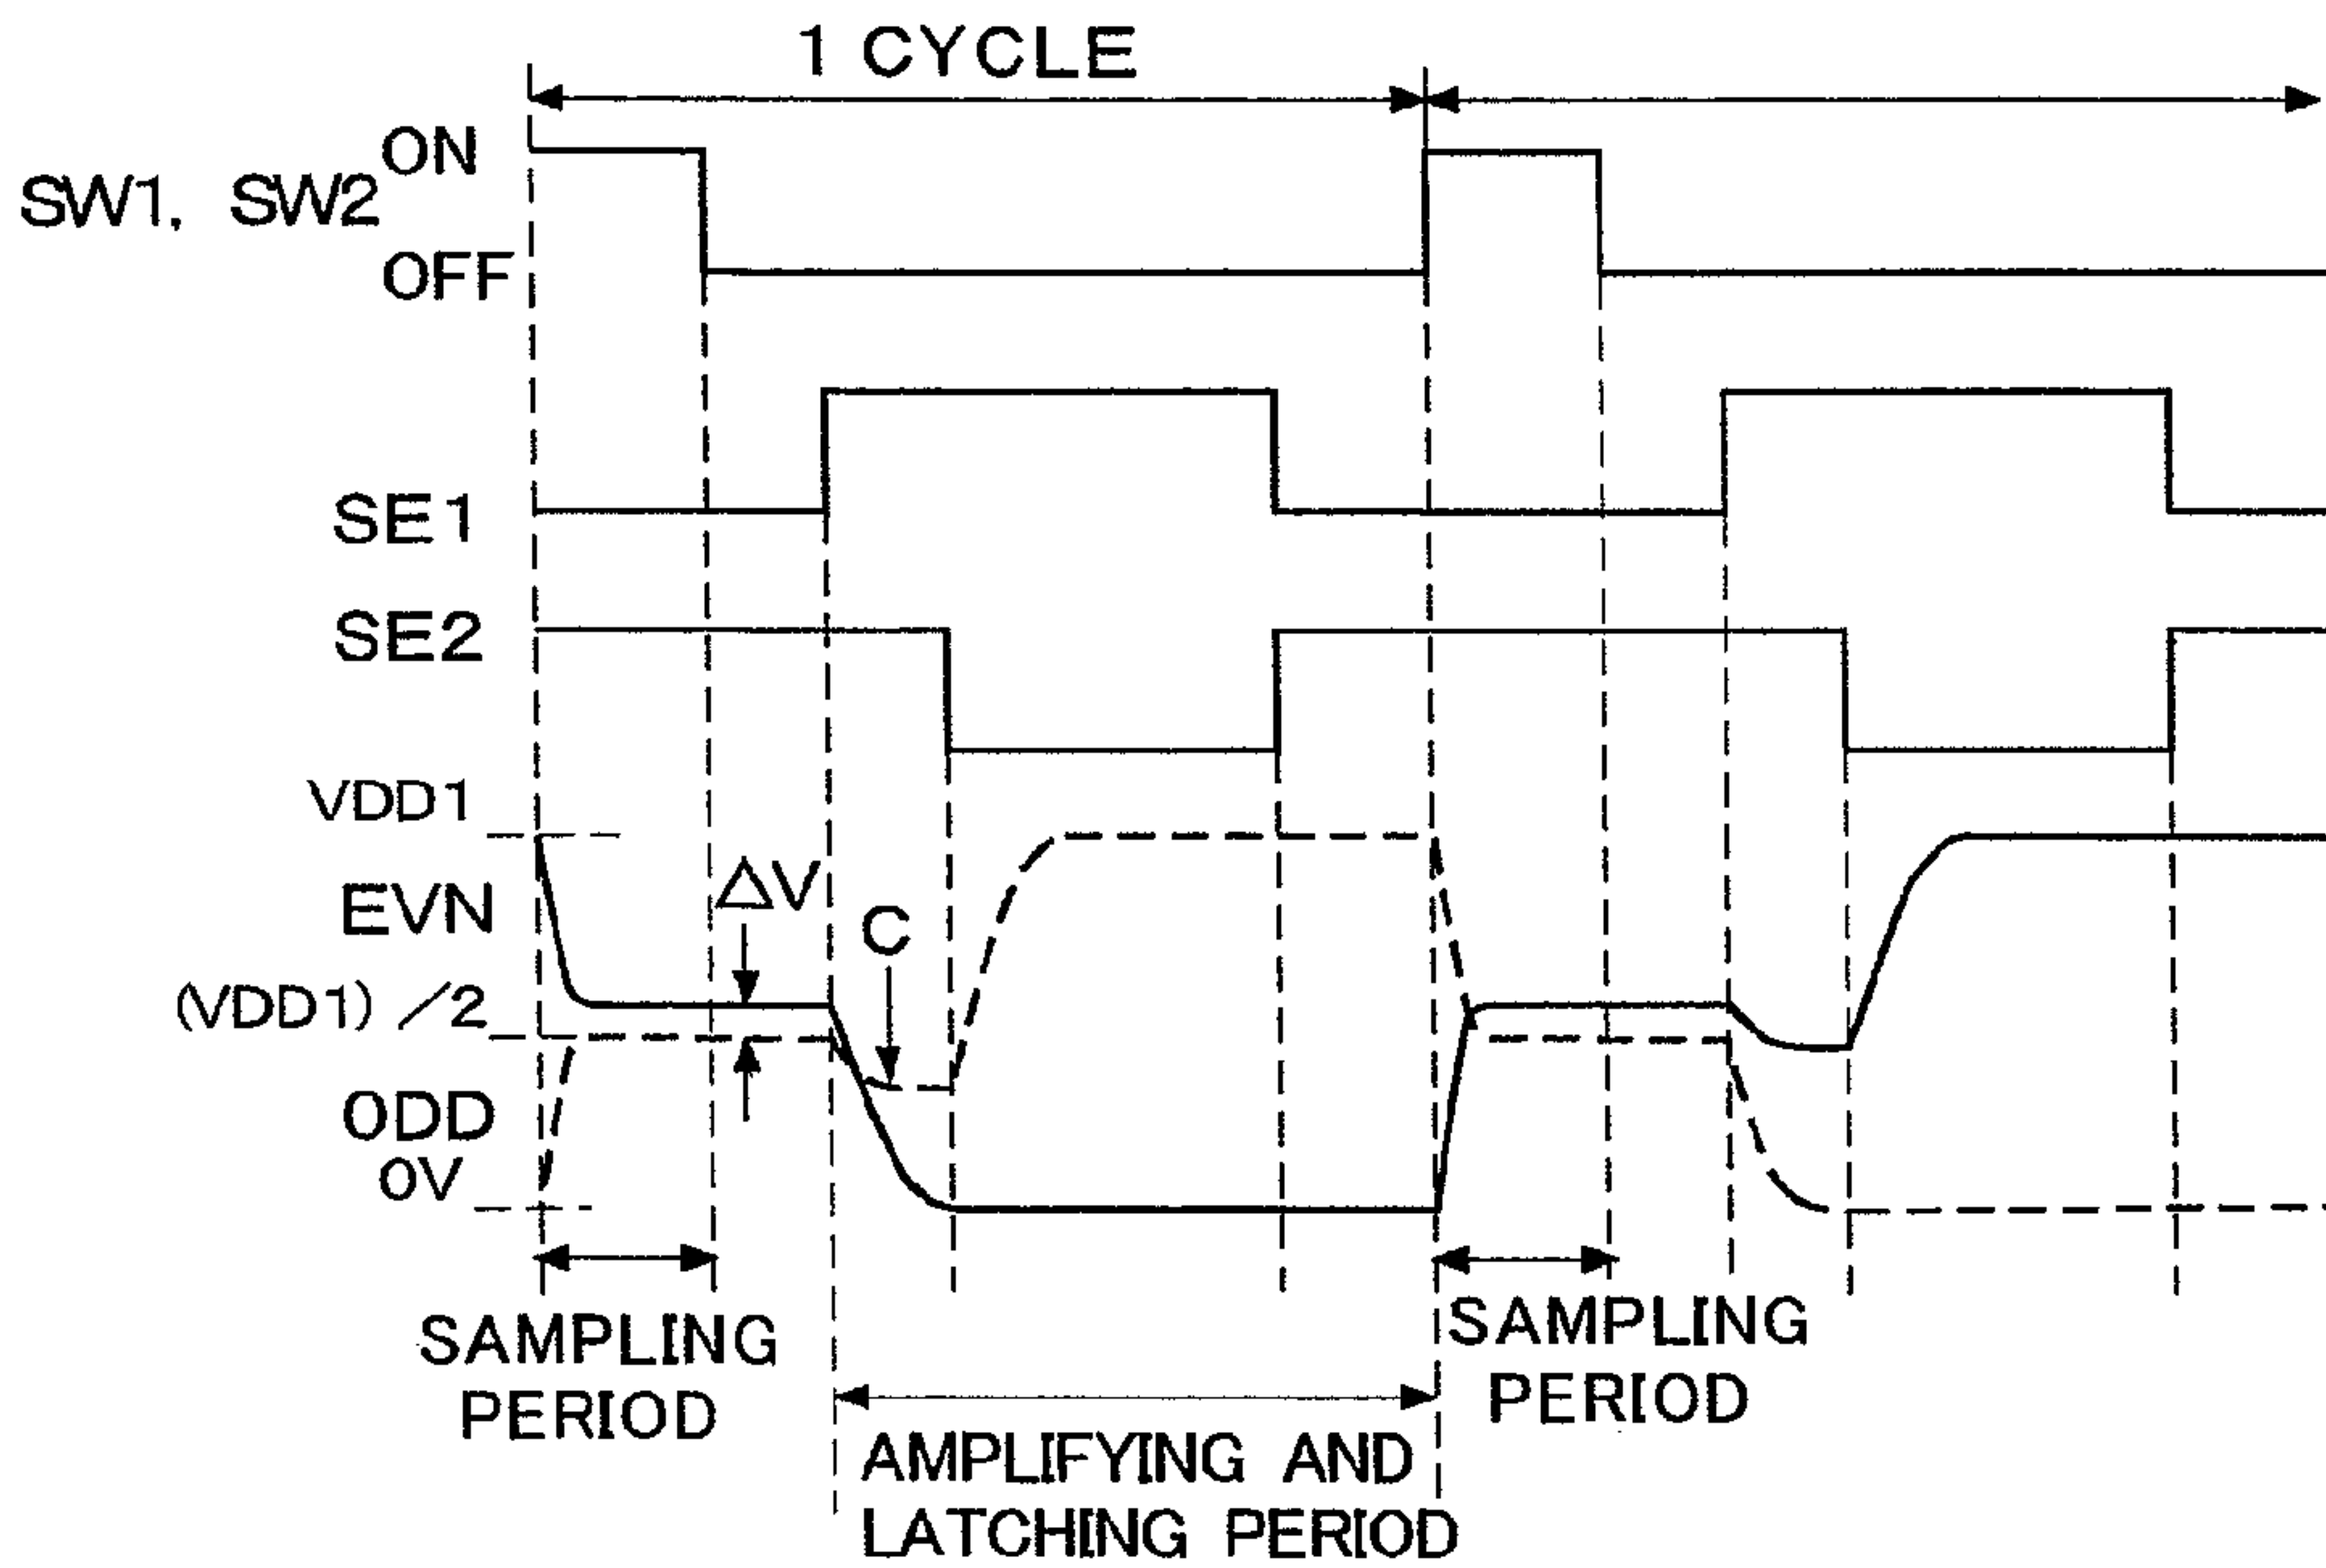 1 CYCLE
ON
SW1, SW2
OFF
SE1
SE2
VDD1
△V
EVN
C
(VDD1) /2
ODD
0V
SAMPLING
PERIOD
SAMPLING
PERIOD
AMPLIFYING AND
LATCHING PERIOD